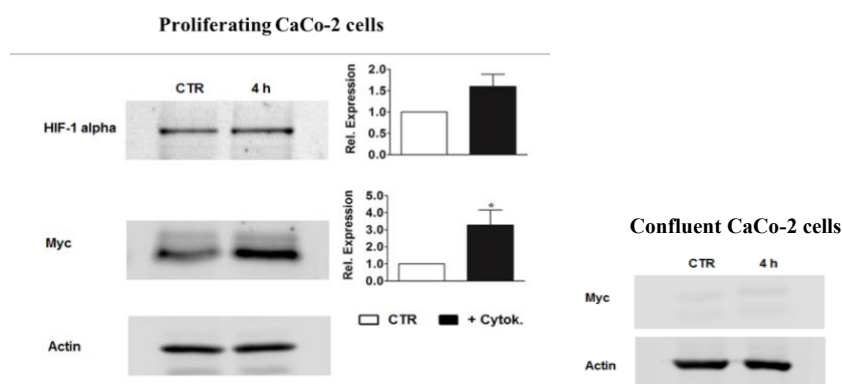 Proliferating CaCo-2 cells
CTR 4 h
HIF-1 alpha
Rel. Expression
2.0
1.5
1.0
0.5
0.0
Myc
Rel. Expression
5.0
4.0
3.0
2.0
1.0
0.0
*
CTR + Cytok.
Actin
Confluent CaCo-2 cells
CTR 4 h
Myc
Actin